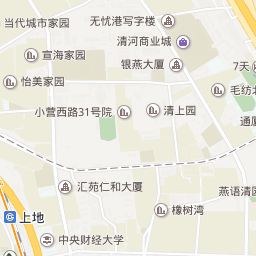 当代城市家园
无忧港写字楼
清河商业城
宣海家园
银燕大厦
7天
怡美家园
毛纺北
小营西路31号院
清上园
通厦
汇苑仁和大厦
燕语清园
橡树湾
上地
中央财经大学